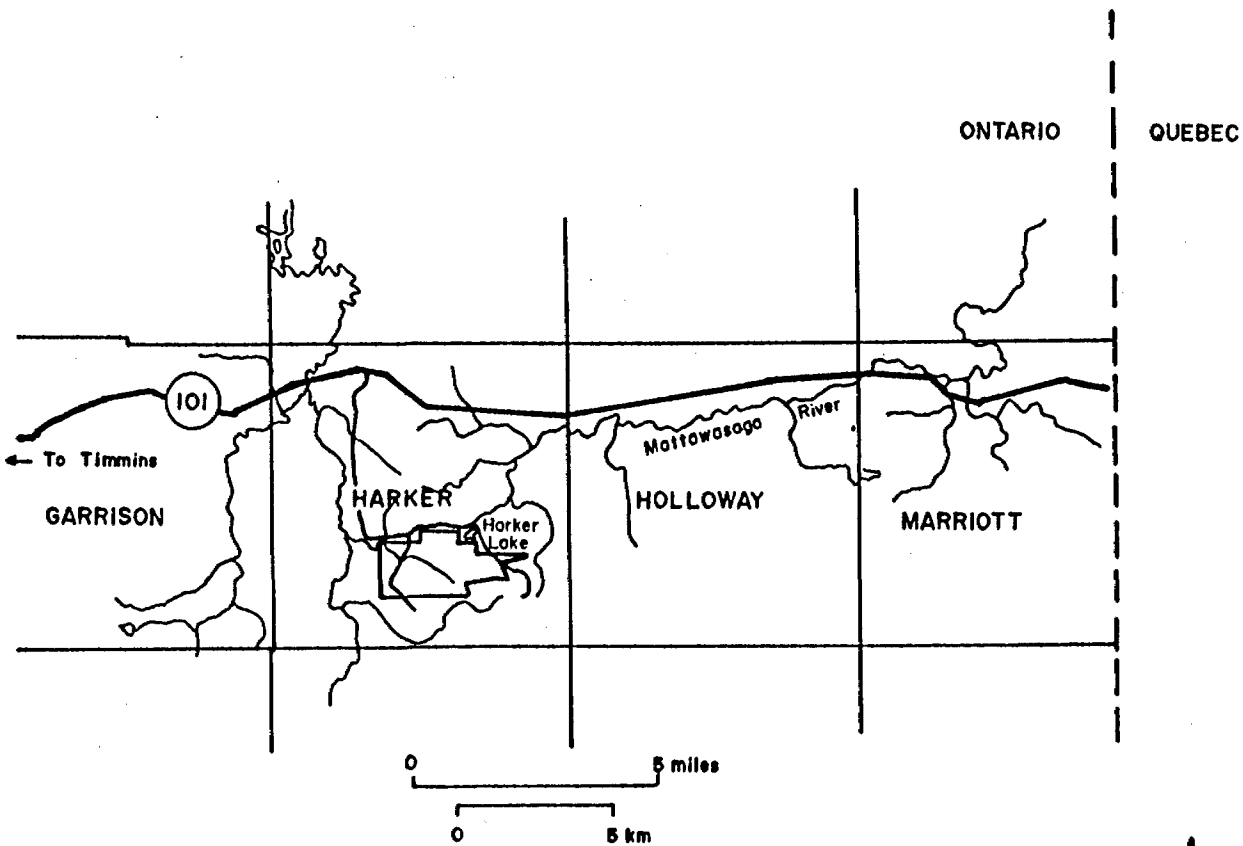 ONTARIO
QUEBEC
101
← To Timmins
Mattawasaga
River
HARKER
HOLLOWAY
GARRISON
MARRIOTT
Harker
Lake
0
5 miles
0
5 km